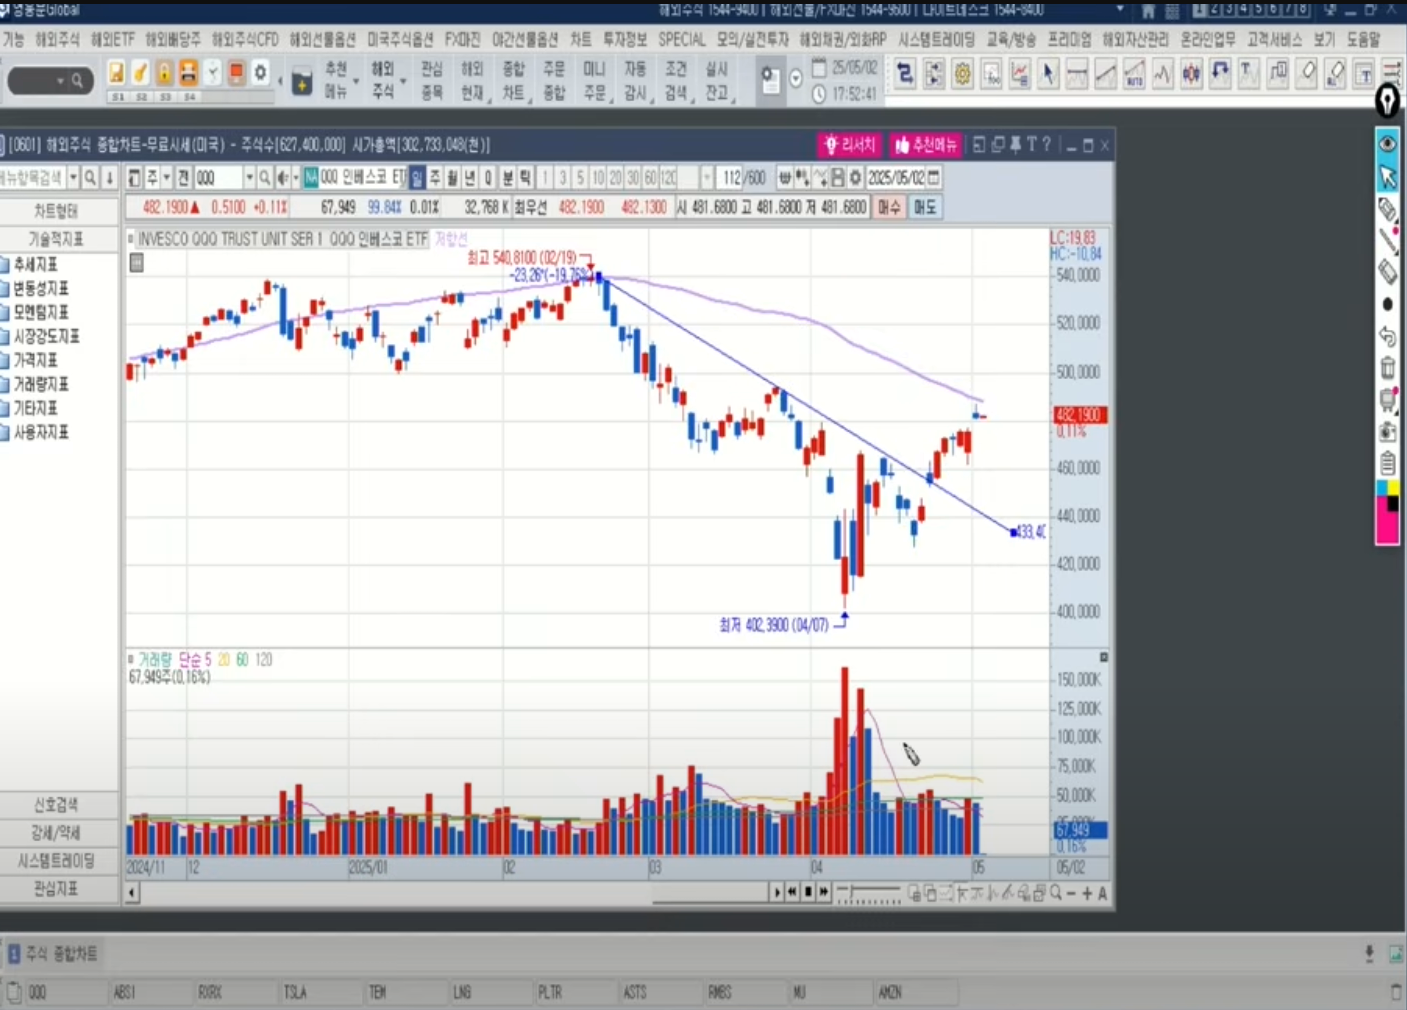 영웅문Global
해외주식 1544-9400 | 해외선물/FX마진 1544-9600 | 나이트데스크 1544-8400
1 2 3 4 5 6 7 8
기능 해외주식 해외ETF 해외배당주 해외주식CFD 해외선물옵션 미국주식옵션 FX마진 야간선물옵션 차트 투자정보 SPECIAL 모의/실전투자 해외채권/외화RP 시스템트레이딩 교육/방송 프리미엄 해외자산관리 온라인업무 고객서비스 보기 도움말
추천 해외 관심 해외 종합 주문 미니 자동 조건 실시 25/05/02
메뉴 주식 종목 현재 차트 종합 주문 감시 검색 잔고 17:52:41
S1 S2 S3 S4
[0601] 해외주식 종합차트-무료시세(미국) - 주식수[627,400,000] 시가총액[302,733,048(천)]
리서치 추천메뉴
메뉴항목검색 주 전 QQQ NA QQQ 인베스코 ET 일 주 월 년 Q 분 틱 1 3 5 10 20 30 60 120 112 /600 2025/05/02
482.1900▲ 0.5100 +0.11% 67,949 99.84% 0.01% 32,768 K 최우선 482.1900 482.1300 시 481.6800 고 481.6800 저 481.6800 매수 매도
차트형태
기술적지표
추세지표
변동성지표
모멘텀지표
시장강도지표
가격지표
거래량지표
기타지표
사용자지표
신호검색
강세/약세
시스템트레이딩
관심지표
INVESCO QQQ TRUST UNIT SER 1 QQQ 인베스코 ETF 저항선
최고 540.8100 (02/19)
-23.26*(-19.76%)
LC:19.83
HC:-10.84
540.0000
520.0000
500.0000
482.1900
0.11%
460.0000
440.0000
433.40
420.0000
400.0000
최저 402.3900 (04/07)
거래량 단순 5 20 60 120
67,949주(0.16%)
150,000K
125,000K
100,000K
75,000K
50,000K
67,949
0.16%
2024/11 12 2025/01 02 03 04 05 05/02
1 주식 종합차트
QQQ ABSI RXRX TSLA TEM LNG PLTR ASTS RMBS MU AMZN